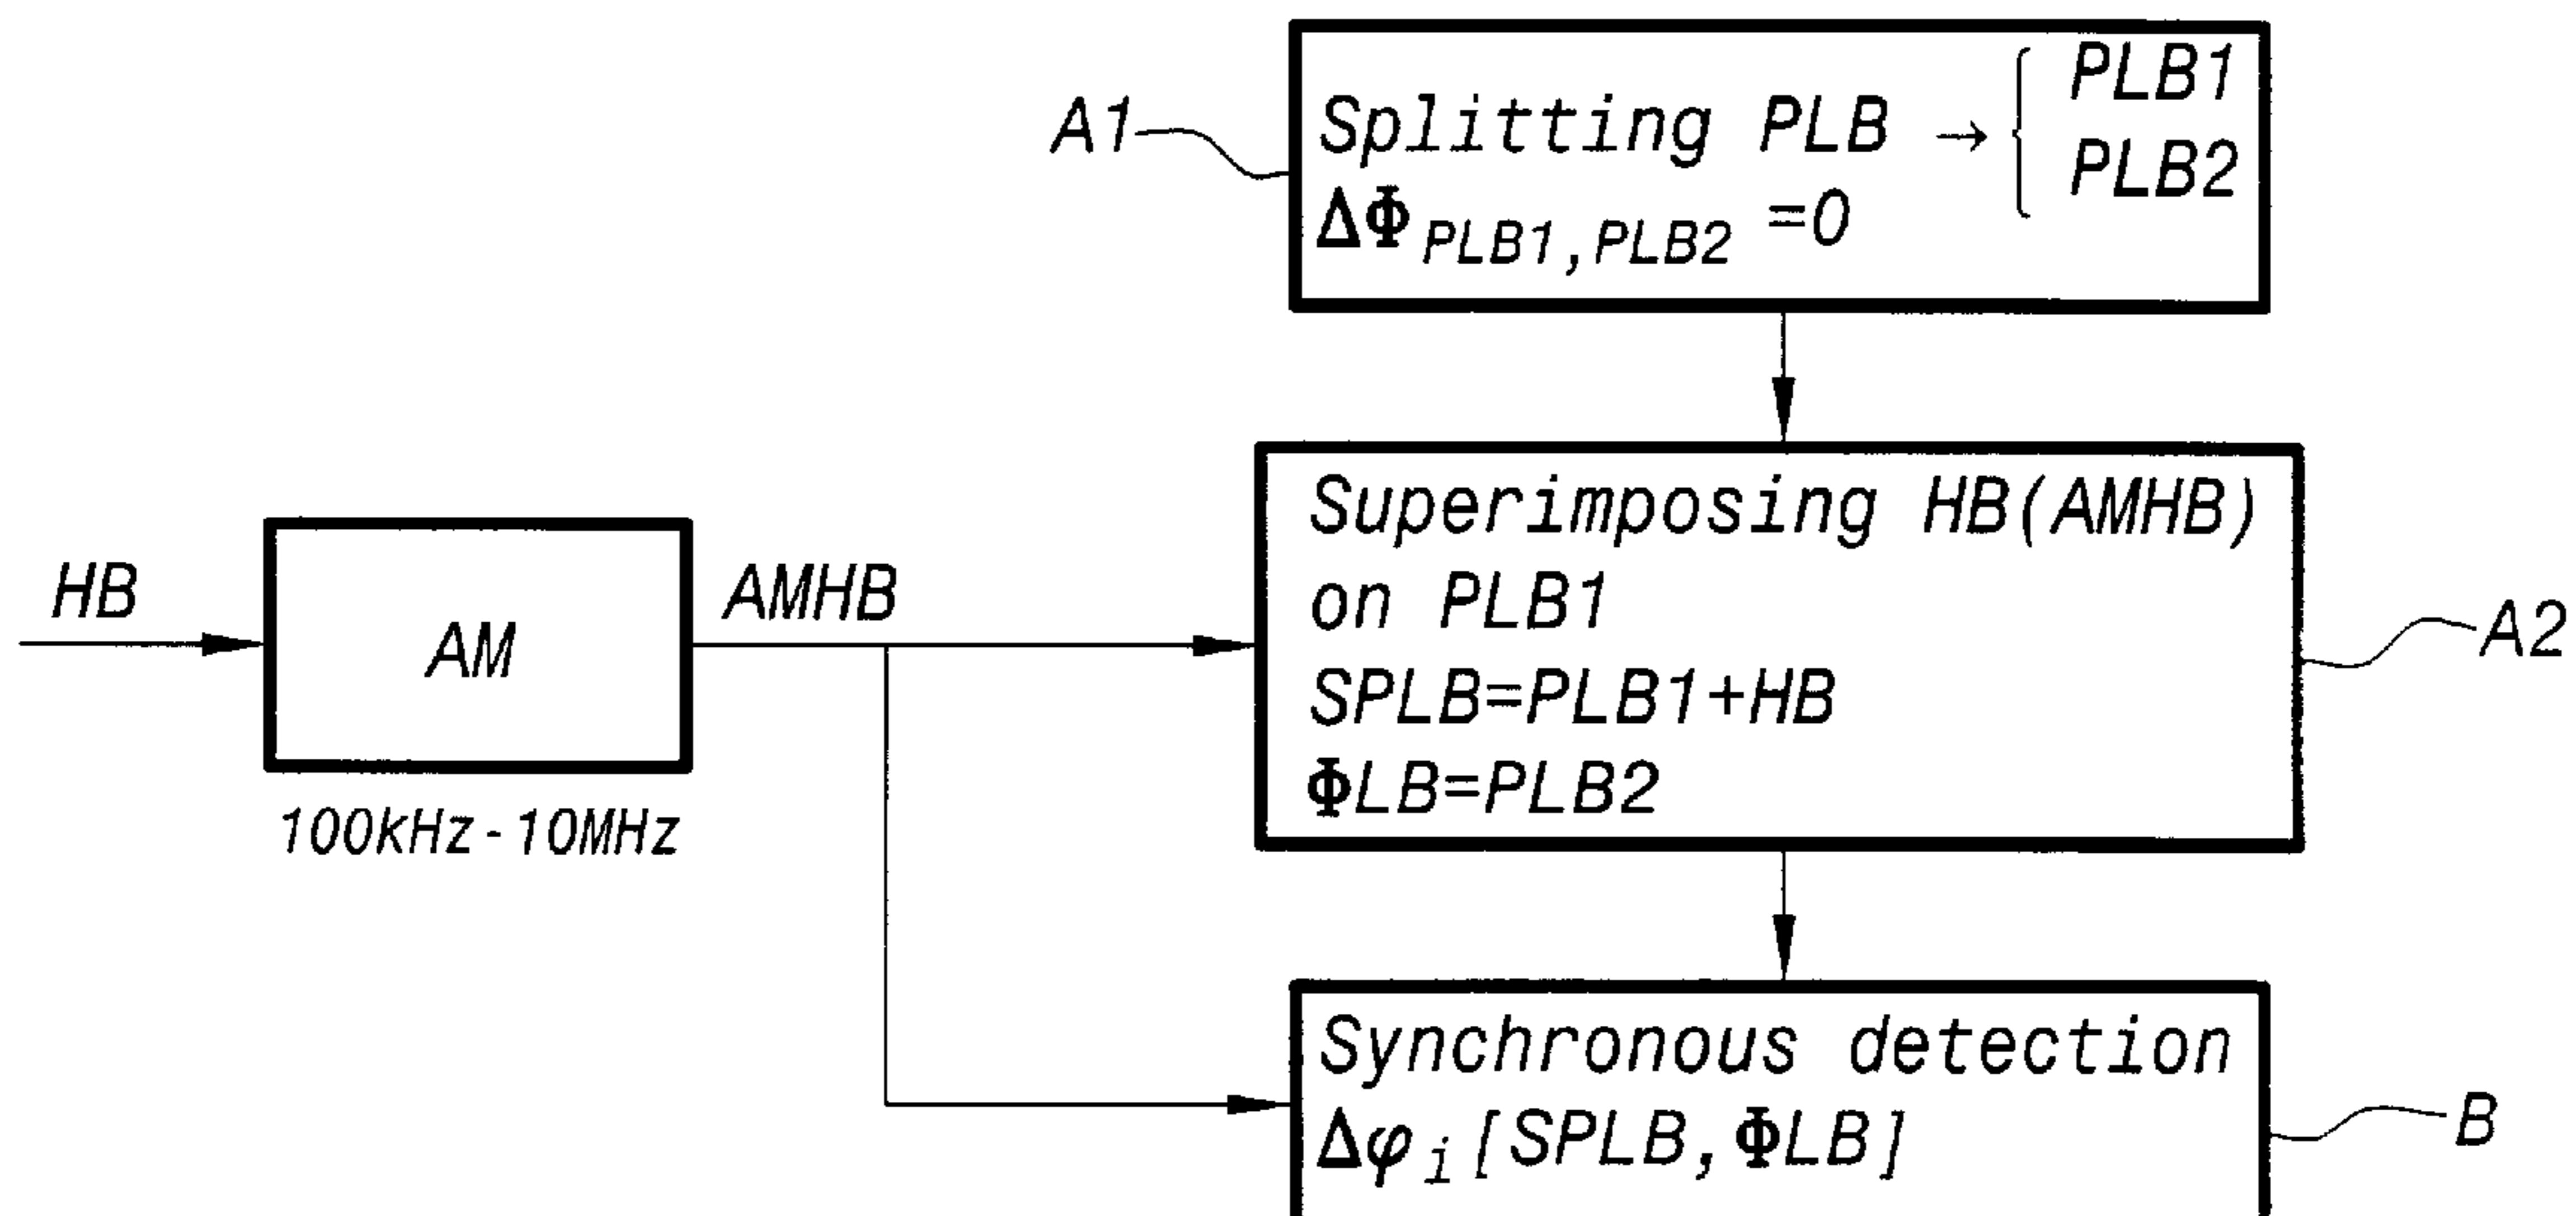 A1
Splitting PLB → { PLB1
PLB2
ΔΦ PLB1,PLB2 =0
HB
AM
AMHB
100kHz-10MHz
Superimposing HB(AMHB)
on PLB1
SPLB=PLB1+HB
ΦLB=PLB2
A2
Synchronous detection
Δφi[SPLB,ΦLB]
B